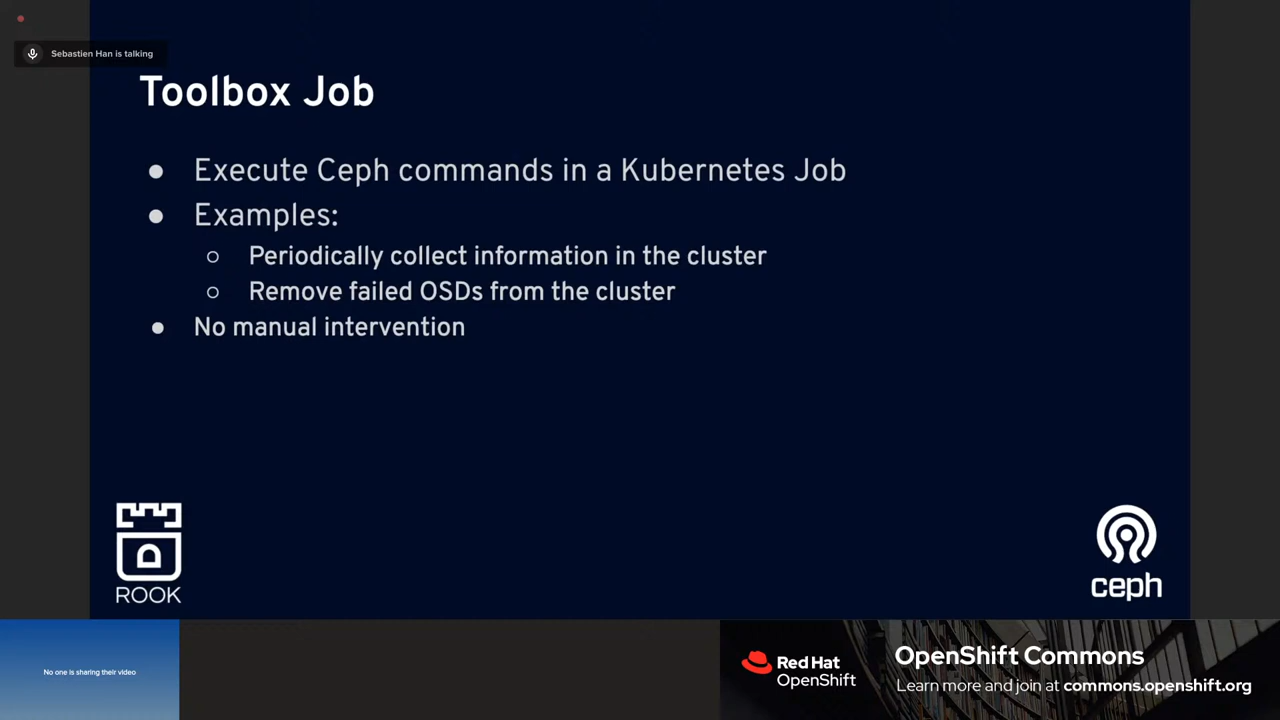 Sebastien Han is talking
Toolbox Job
● Execute Ceph commands in a Kubernetes Job
● Examples:
○ Periodically collect information in the cluster
○ Remove failed OSDs from the cluster
● No manual intervention
ROOK
ceph
No one is sharing their video
Red Hat
OpenShift
OpenShift Commons
Learn more and join at commons.openshift.org